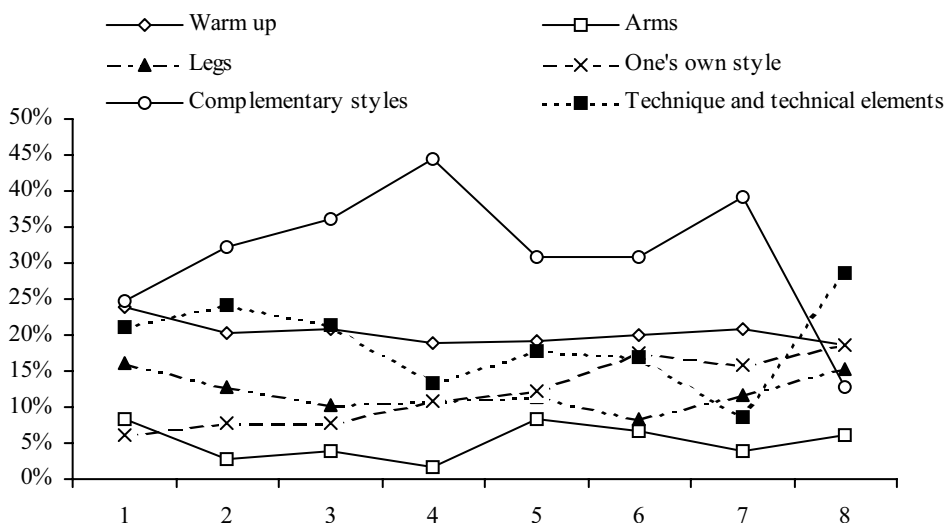 Warm up Arms
Legs One's own style
Complementary styles Technique and technical elements
50%
45%
40%
35%
30%
25%
20%
15%
10%
5%
0%
1 2 3 4 5 6 7 8